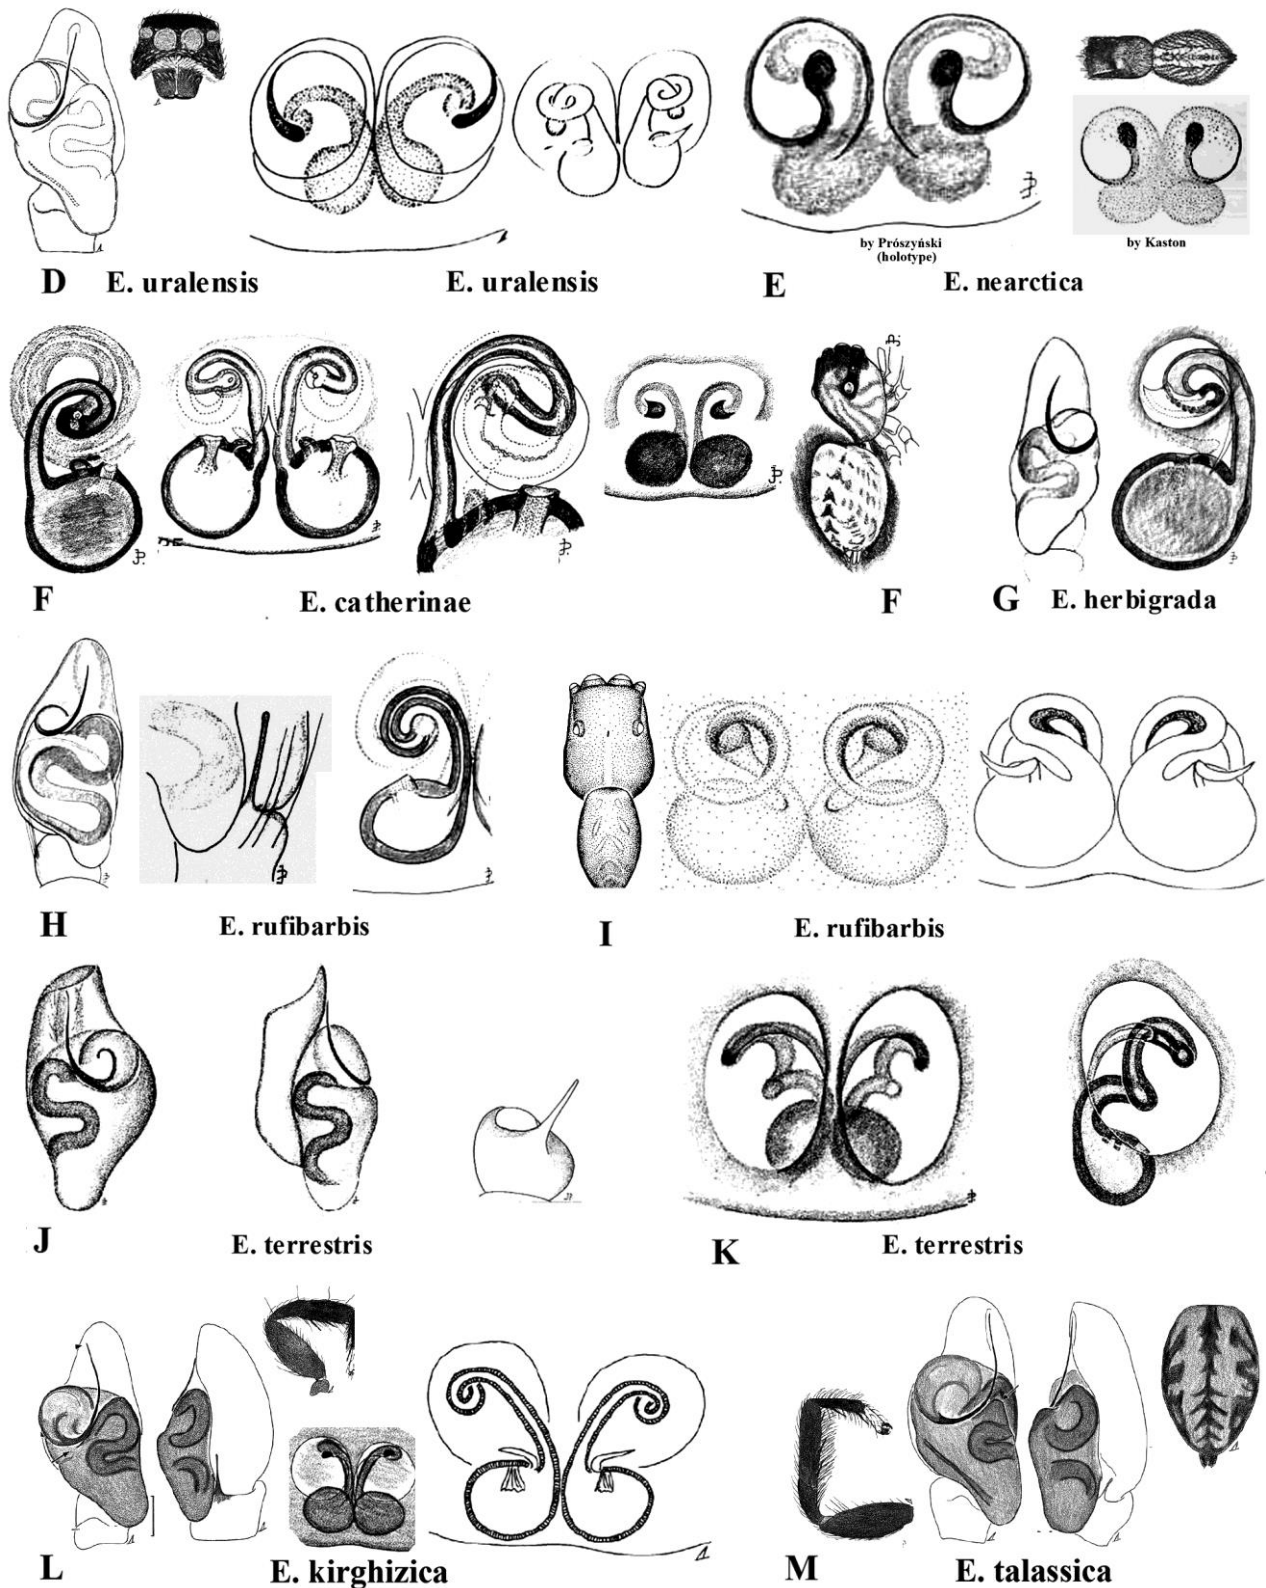 by Prószyński
(holotype)
by Kaston
D E. uralensis E. uralensis E E. nearctica
F E. catherinae F G E. herbigrada
H E. rufibarbis I E. rufibarbis
J E. terrestris K E. terrestris
L E. kirghizica M E. talassica